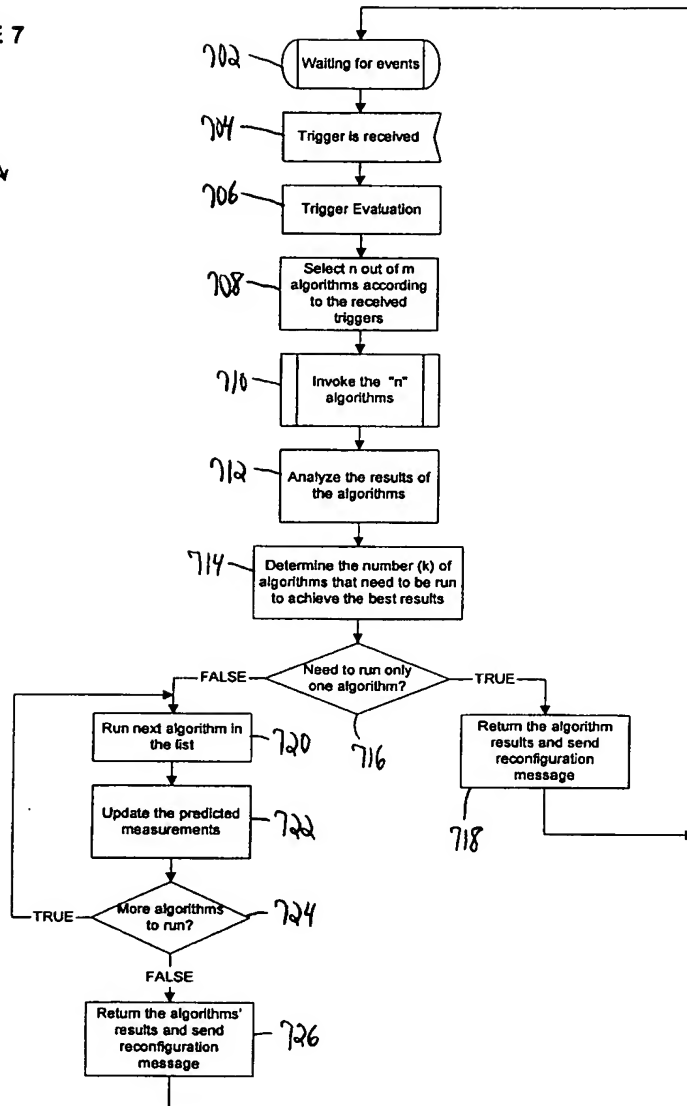 E 7
702
Waiting for events
704
Trigger is received
706
Trigger Evaluation
708
Select n out of m
algorithms according
to the received
triggers
710
Invoke the "n"
algorithms
712
Analyze the results of
the algorithms
714
Determine the number (k) of
algorithms that need to be run
to achieve the best results
FALSE
Need to run only
one algorithm?
TRUE
716
Run next algorithm in
the list
720
Return the algorithm
results and send
reconfiguration
message
718
Update the predicted
measurements
722
TRUE
More algorithms
to run?
724
FALSE
Return the algorithms'
results and send
reconfiguration
message
726